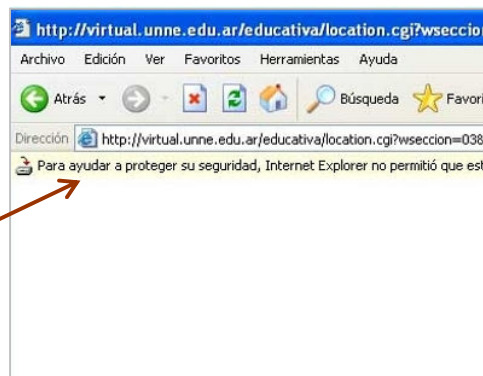 http://virtual.unne.edu.ar/educativa/location.cgi?wseccio
Archivo Edición Ver Favoritos Herramientas Ayuda
Atrás Búsqueda Favori
Dirección http://virtual.unne.edu.ar/educativa/location.cgi?wseccion=038
Para ayudar a proteger su seguridad, Internet Explorer no permitió que est